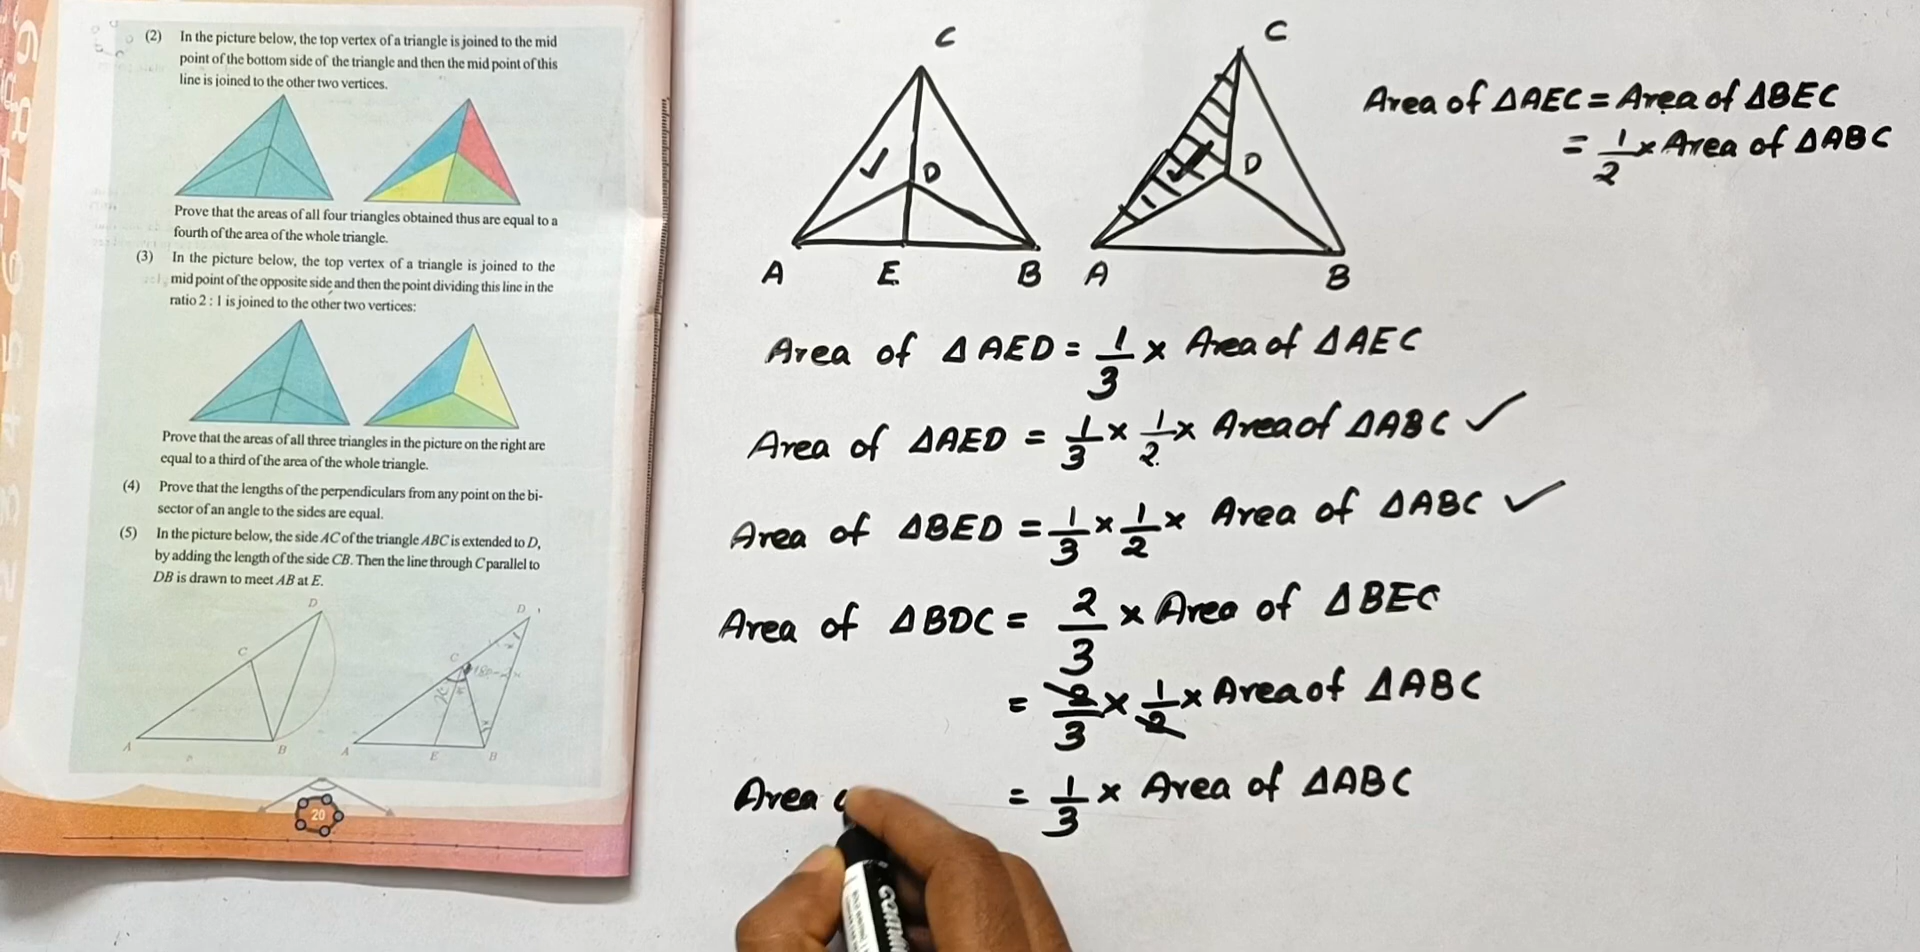 (2) In the picture below, the top vertex of a triangle is joined to the mid
point of the bottom side of the triangle and then the mid point of this
line is joined to the other two vertices.
Prove that the areas of all four triangles obtained thus are equal to a
fourth of the area of the whole triangle.
(3) In the picture below, the top vertex of a triangle is joined to the
mid point of the opposite side and then the point dividing this line in the
ratio 2 : 1 is joined to the other two vertices:
Prove that the areas of all three triangles in the picture on the right are
equal to a third of the area of the whole triangle.
(4) Prove that the lengths of the perpendiculars from any point on the bi-
sector of an angle to the sides are equal.
(5) In the picture below, the side AC of the triangle ABC is extended to D,
by adding the length of the side CB. Then the line through C parallel to
DB is drawn to meet AB at E.
D
C
A B
D
C
A E B
20
C
D
A E B
C
D
A B
Area of ΔAEC = Area of ΔBEC
= 1/2 × Area of ΔABC
Area of ΔAED = 1/3 × Area of ΔAEC
Area of ΔAED = 1/3 × 1/2 × Area of ΔABC ✓
Area of ΔBED = 1/3 × 1/2 × Area of ΔABC ✓
Area of ΔBDC = 2/3 × Area of ΔBEC
= 2/3 × 1/2 × Area of ΔABC
Area = 1/3 × Area of ΔABC